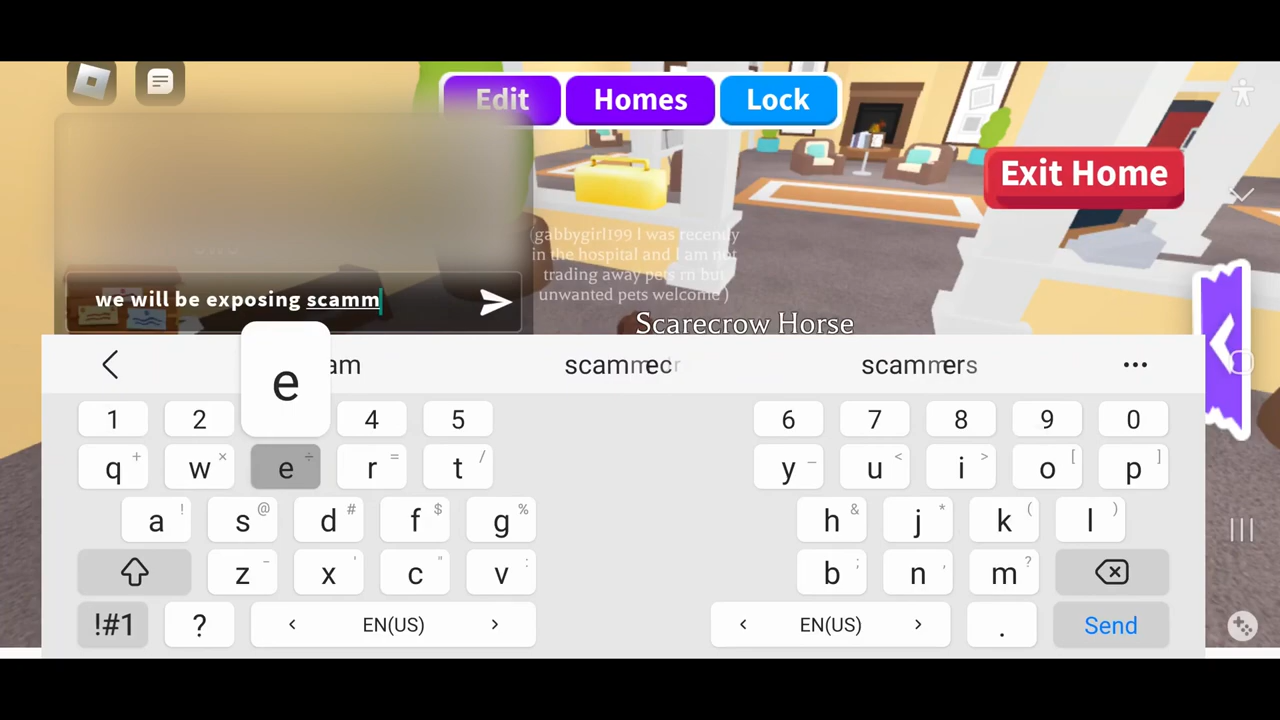 Edit Homes Lock
Exit Home
(gabbygirl199 I was recently
in the hospital and I am not
trading away pets rn but
unwanted pets welcome )
we will be exposing scamm
Scarecrow Horse
e
am scammers
1 2 4 5 6 7 8 9 0
q + w × e ÷ r = t / y _ u < i > o [ p ]
a ! s @ d # f $ g % h & j * k ( l )
z - x ' c " v : b ; n , m ?
!#1 ? < EN(US) > < EN(US) > . Send